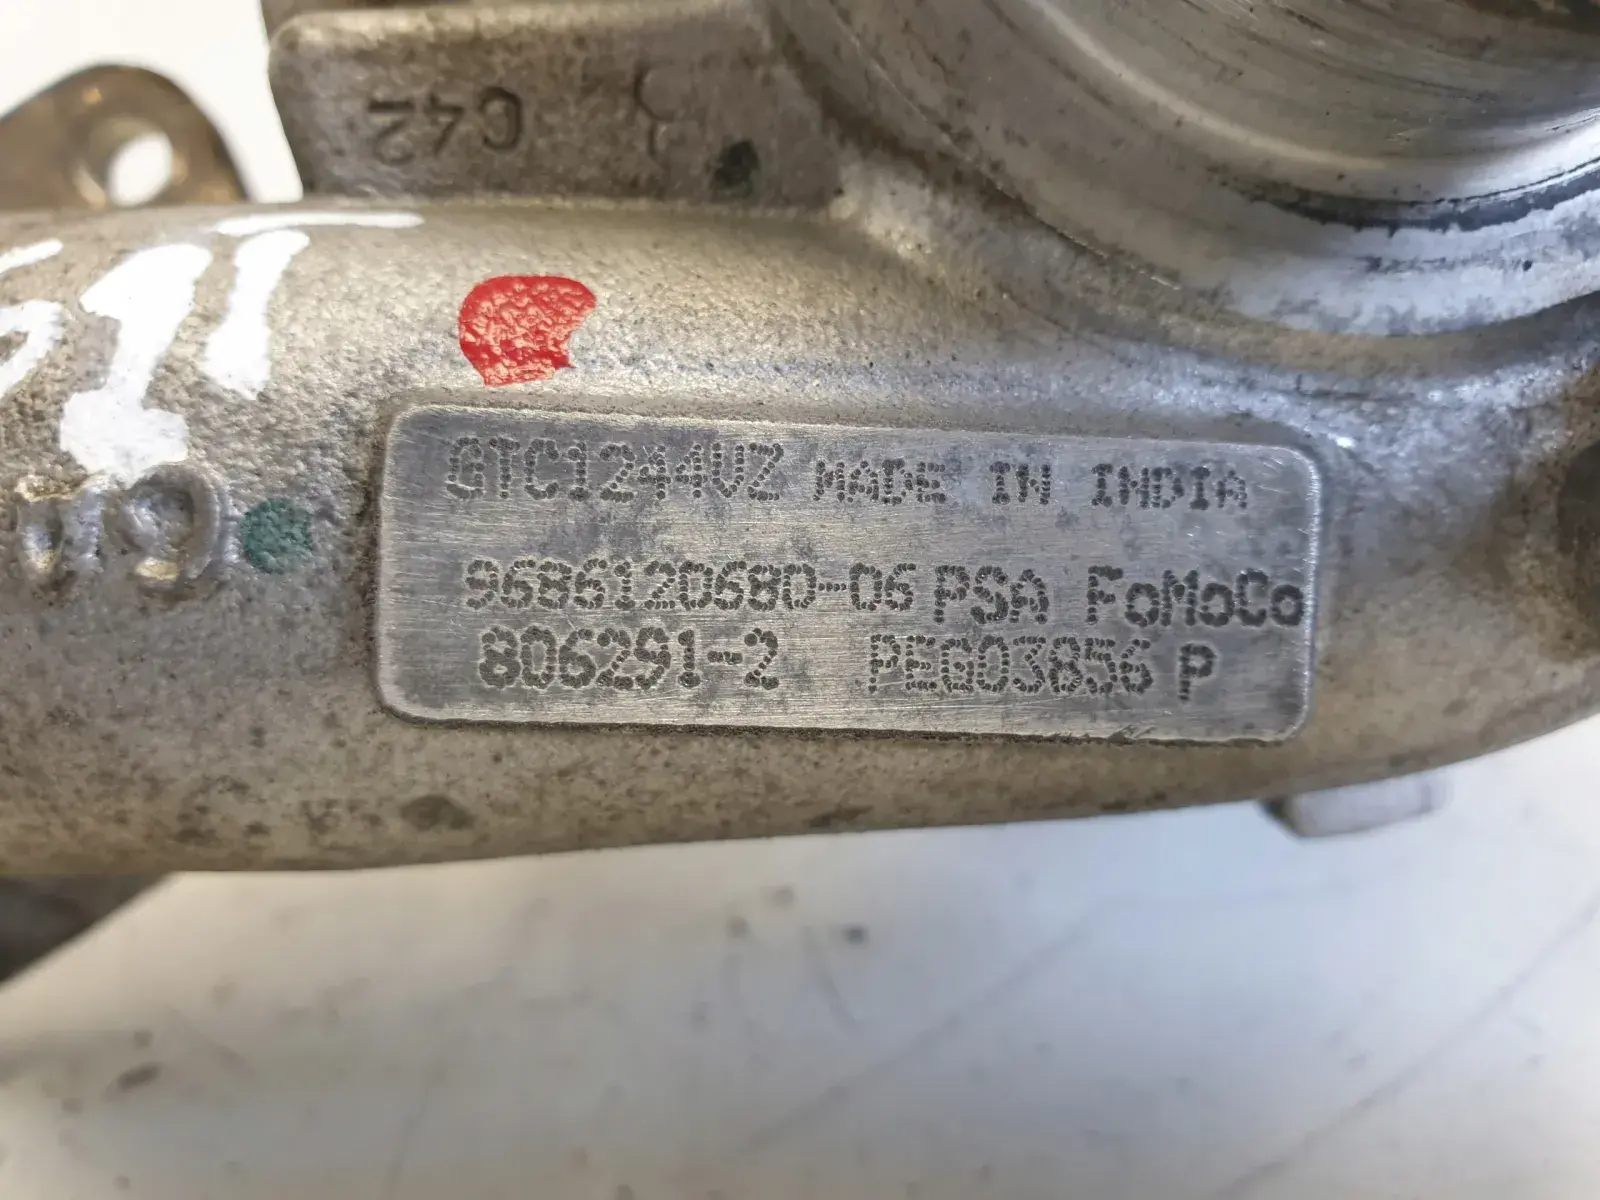 C42
GTC1244VZ MADE IN INDIA
9686120680-06 PSA FoMoCo
806291-2 PEG03856 P